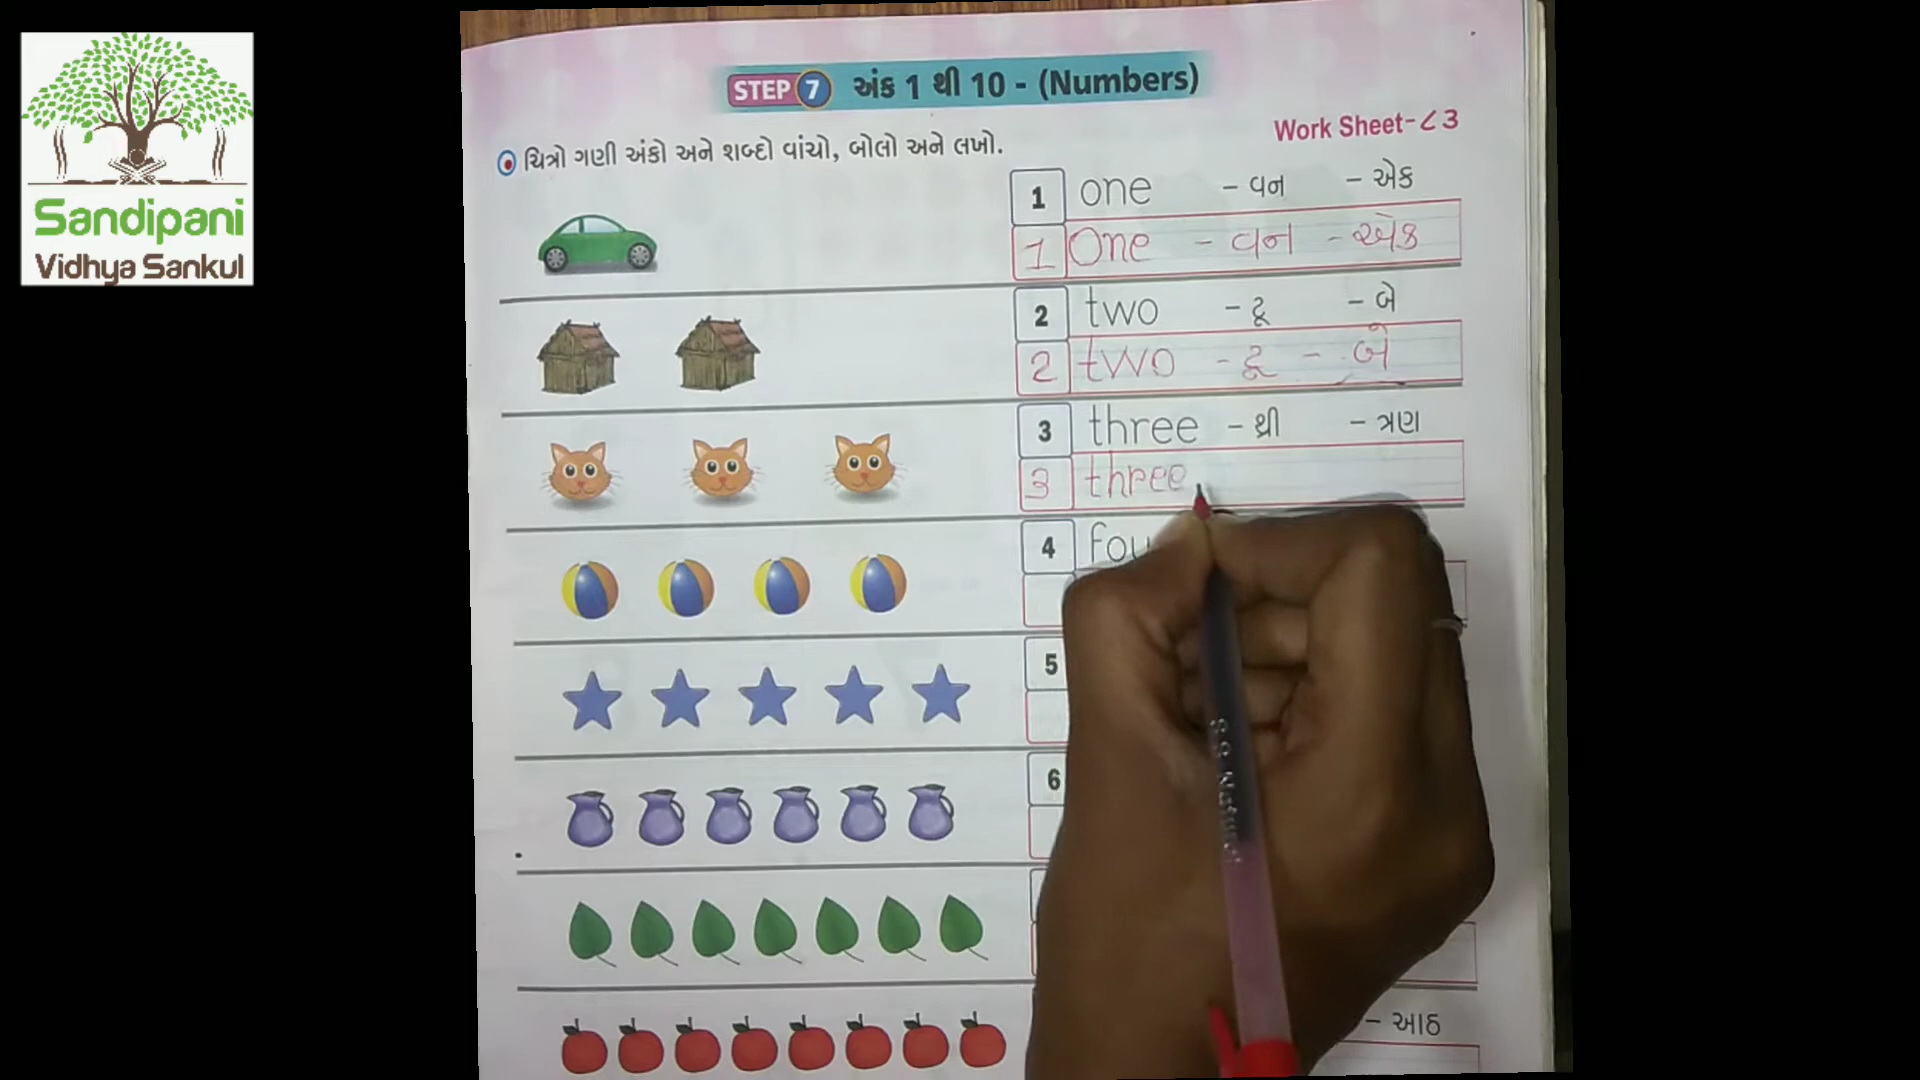 Sandipani
Vidhya Sankul
STEP 7 અંક 1 થી 10 - (Numbers)
Work Sheet-૮૩
ચિત્રો ગણી અંકો અને શબ્દો વાંચો, બોલો અને લખો.
1 one - વન - એક
1 One - વન - એક
2 two - ટૂ - બે
2 two - ટૂ - બે
3 three - થ્રી - ત્રણ
3 three
4 fou
5
6
- આઠ